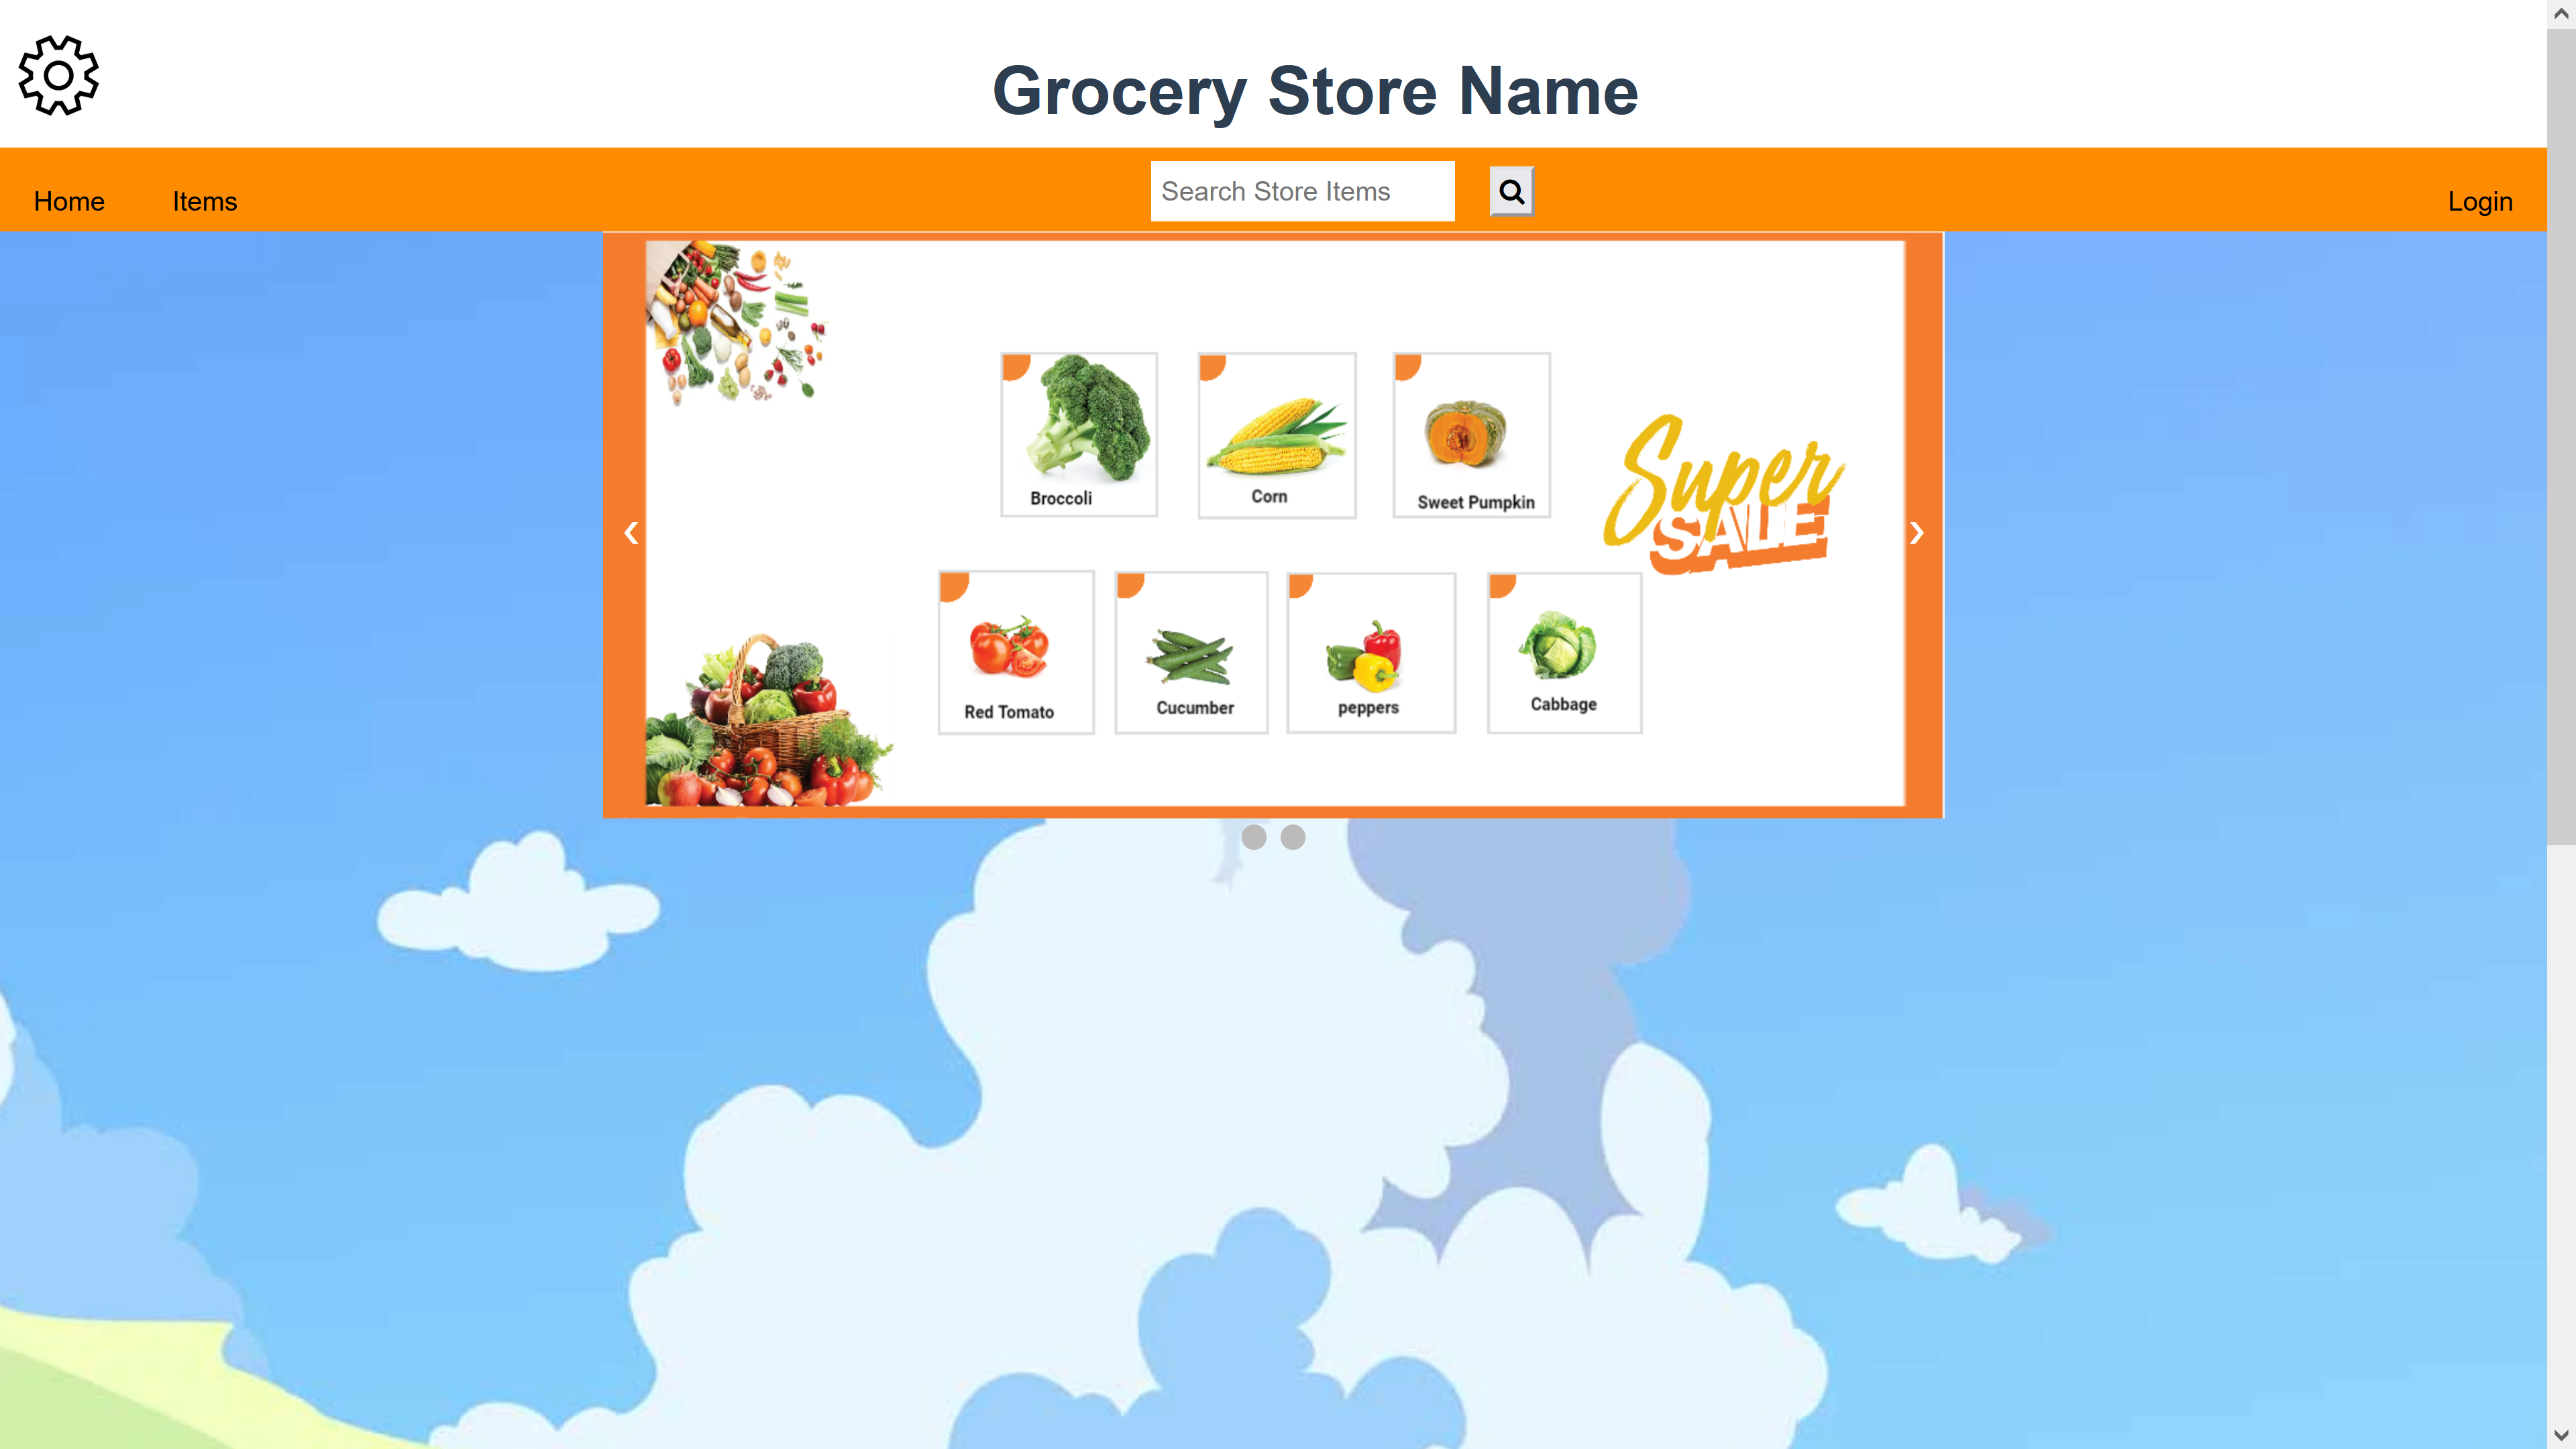 Grocery Store Name
Home
Items
Search Store Items
Login
Broccoli
Corn
Sweet Pumpkin
Super
SALE
Red Tomato
Cucumber
peppers
Cabbage